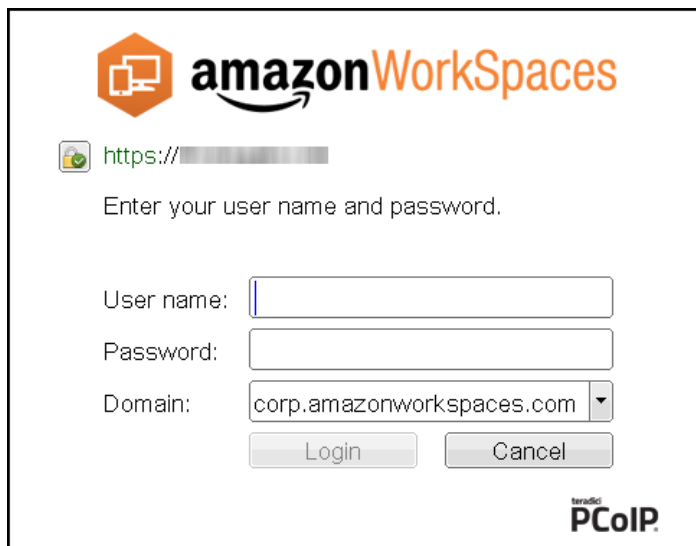 amazonWorkSpaces
https://
Enter your user name and password.
User name:
Password:
Domain: corp.amazonworkspaces.com
Login Cancel
teradici
PCoIP